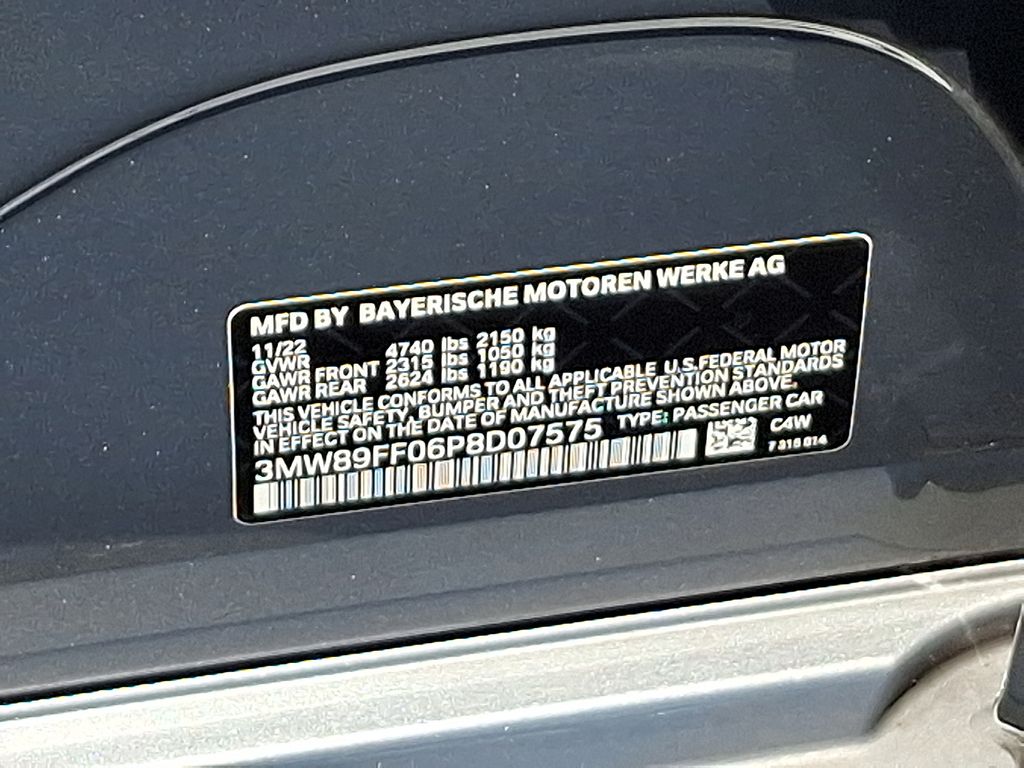 MFD BY BAYERISCHE MOTOREN WERKE AG
11/22
GVWR 4740 lbs 2150 kg
GAWR FRONT 2315 lbs 1050 kg
GAWR REAR 2624 lbs 1190 kg
THIS VEHICLE CONFORMS TO ALL APPLICABLE U.S.FEDERAL MOTOR
VEHICLE SAFETY, BUMPER AND THEFT PREVENTION STANDARDS
IN EFFECT ON THE DATE OF MANUFACTURE SHOWN ABOVE.
3MW89FF06P8D07575 TYPE: PASSENGER CAR
C4W
7 318 014